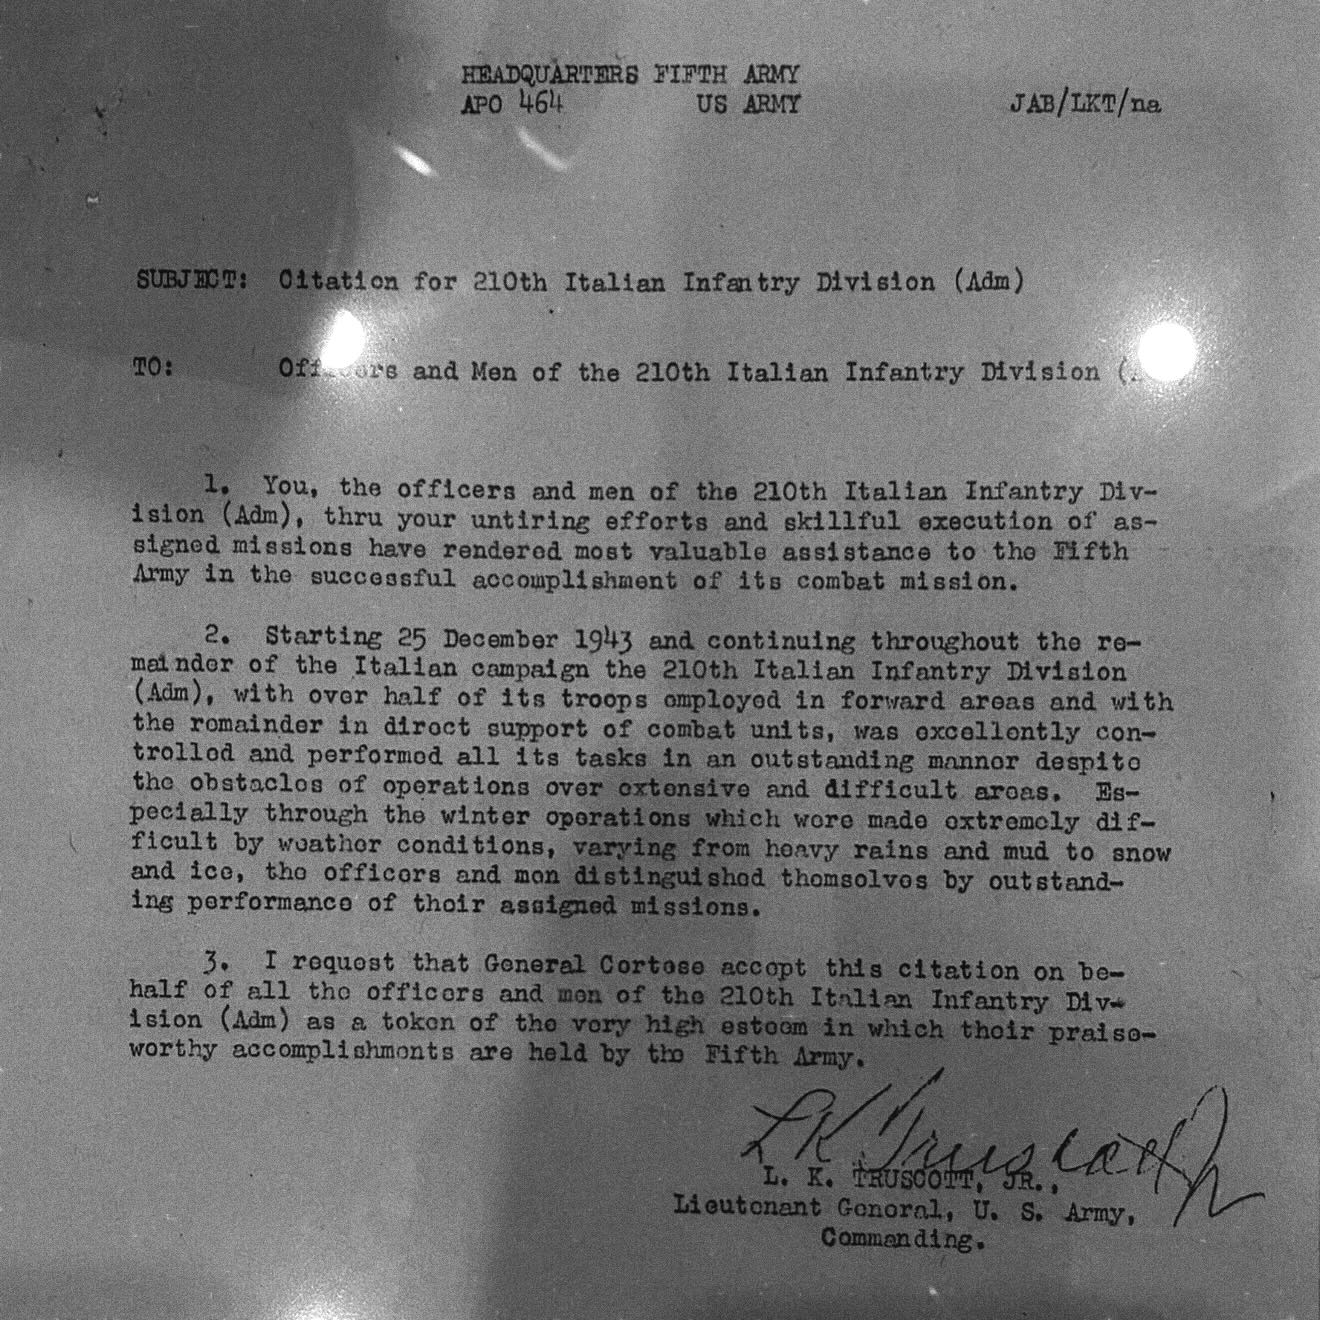 HEADQUARTERS FIFTH ARMY
APO 464 US ARMY JAB/LKT/na
SUBJECT: Citation for 210th Italian Infantry Division (Adm)
TO: Officers and Men of the 210th Italian Infantry Division
1. You, the officers and men of the 210th Italian Infantry Div-
ision (Adm), thru your untiring efforts and skillful execution of as-
signed missions have rendered most valuable assistance to the Fifth
Army in the successful accomplishment of its combat mission.
2. Starting 25 December 1943 and continuing throughout the re-
mainder of the Italian campaign the 210th Italian Infantry Division
(Adm), with over half of its troops employed in forward areas and with
the remainder in direct support of combat units, was excellently con-
trolled and performed all its tasks in an outstanding manner despite
the obstacles of operations over extensive and difficult areas. Es-
pecially through the winter operations which were made extremely dif-
ficult by weather conditions, varying from heavy rains and mud to snow
and ice, the officers and men distinguished themselves by outstand-
ing performance of their assigned missions.
3. I request that General Cortese accept this citation on be-
half of all the officers and men of the 210th Italian Infantry Div-
ision (Adm) as a token of the very high esteem in which their praise-
worthy accomplishments are held by the Fifth Army.
LK Truscott Jr
L. K. TRUSCOTT, JR.,
Lieutenant General, U. S. Army,
Commanding.